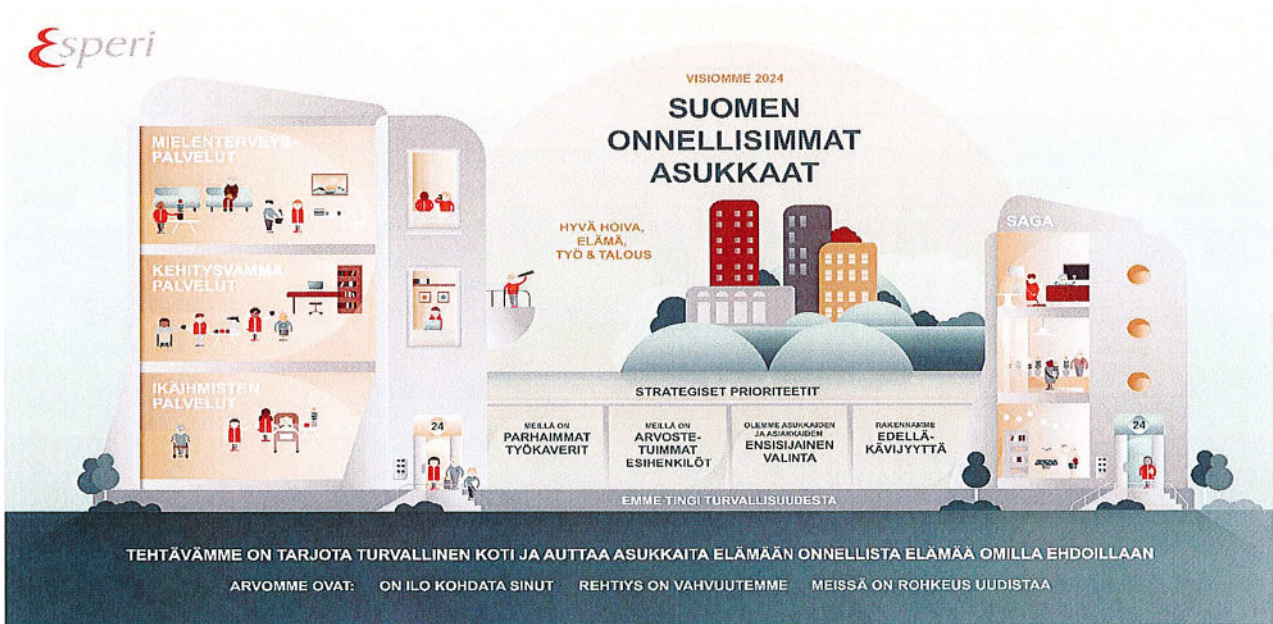 Esperi
VISIOMME 2024
SUOMEN
ONNELLISIMMAT
ASUKKAAT
HYVÄ HOIVA,
ELÄMÄ,
TYÖ & TALOUS
MIELENTERVEYS-
PALVELUT
KEHITYSVAMMA-
PALVELUT
IKÄIHMISTEN
PALVELUT
24
SAGA
24
STRATEGISET PRIORITEETIT
MEILLÄ ON
PARHAIMMAT
TYÖKAVERIT
MEILLÄ ON
ARVOSTE-
TUIMMAT
ESIHENKILÖT
OLEMME ASUKKAIDEN
JA ASIAKKAIDEN
ENSISIJAINEN
VALINTA
RAKENNAMME
EDELLÄ-
KÄVIJYYTTÄ
EMME TINGI TURVALLISUUDESTA
TEHTÄVÄMME ON TARJOTA TURVALLINEN KOTI JA AUTTAA ASUKKAITA ELÄMÄÄN ONNELLISTA ELÄMÄÄ OMILLA EHDOILLAAN
ARVOMME OVAT: ON ILO KOHDATA SINUT REHTIYS ON VAHVUUTEMME MEISSÄ ON ROHKEUS UUDISTAA